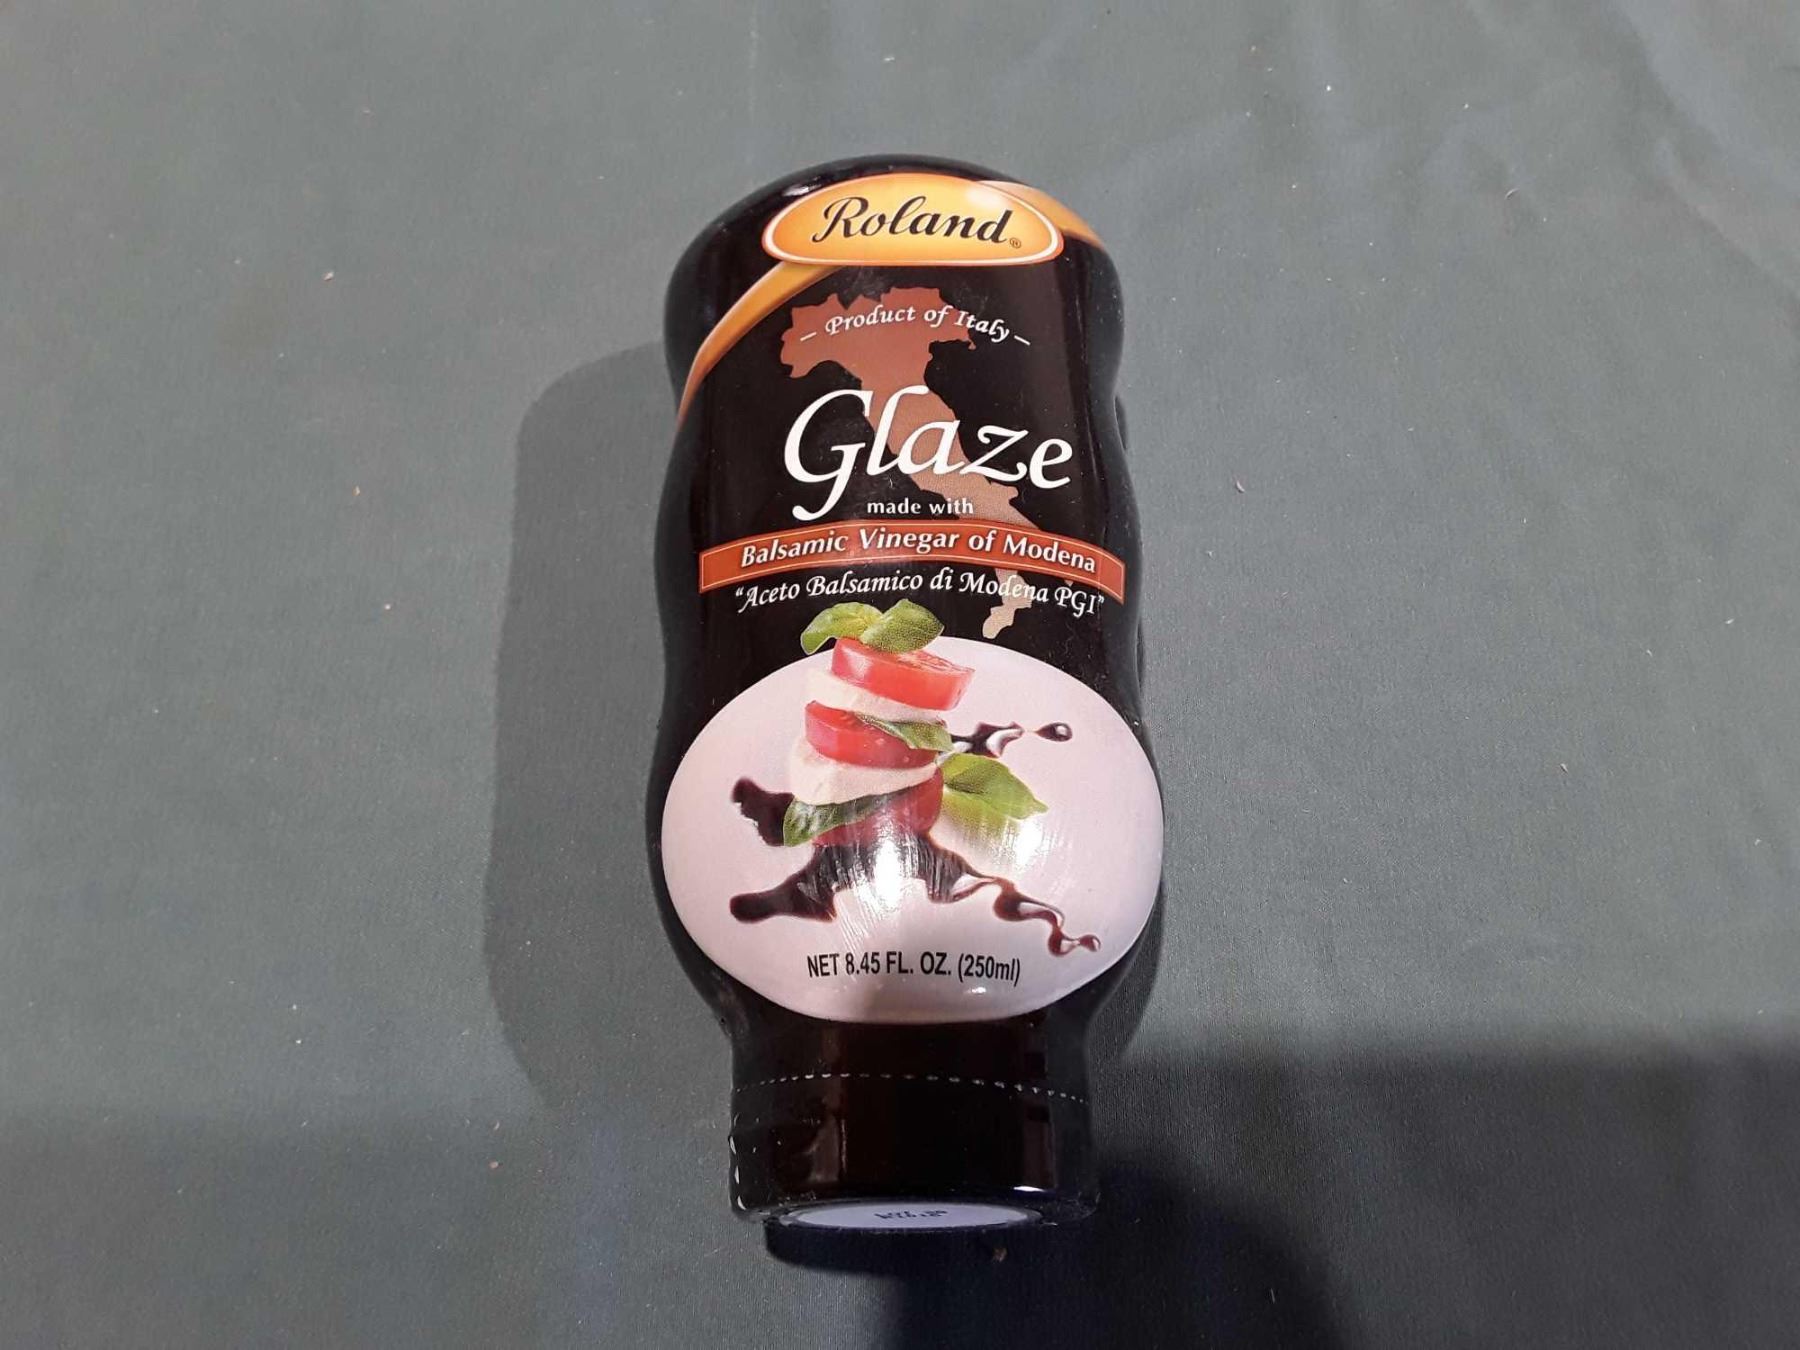 Roland®
- Product of Italy -
Glaze
made with
Balsamic Vinegar of Modena
"Aceto Balsamico di Modena PGI"
NET 8.45 FL. OZ. (250ml)